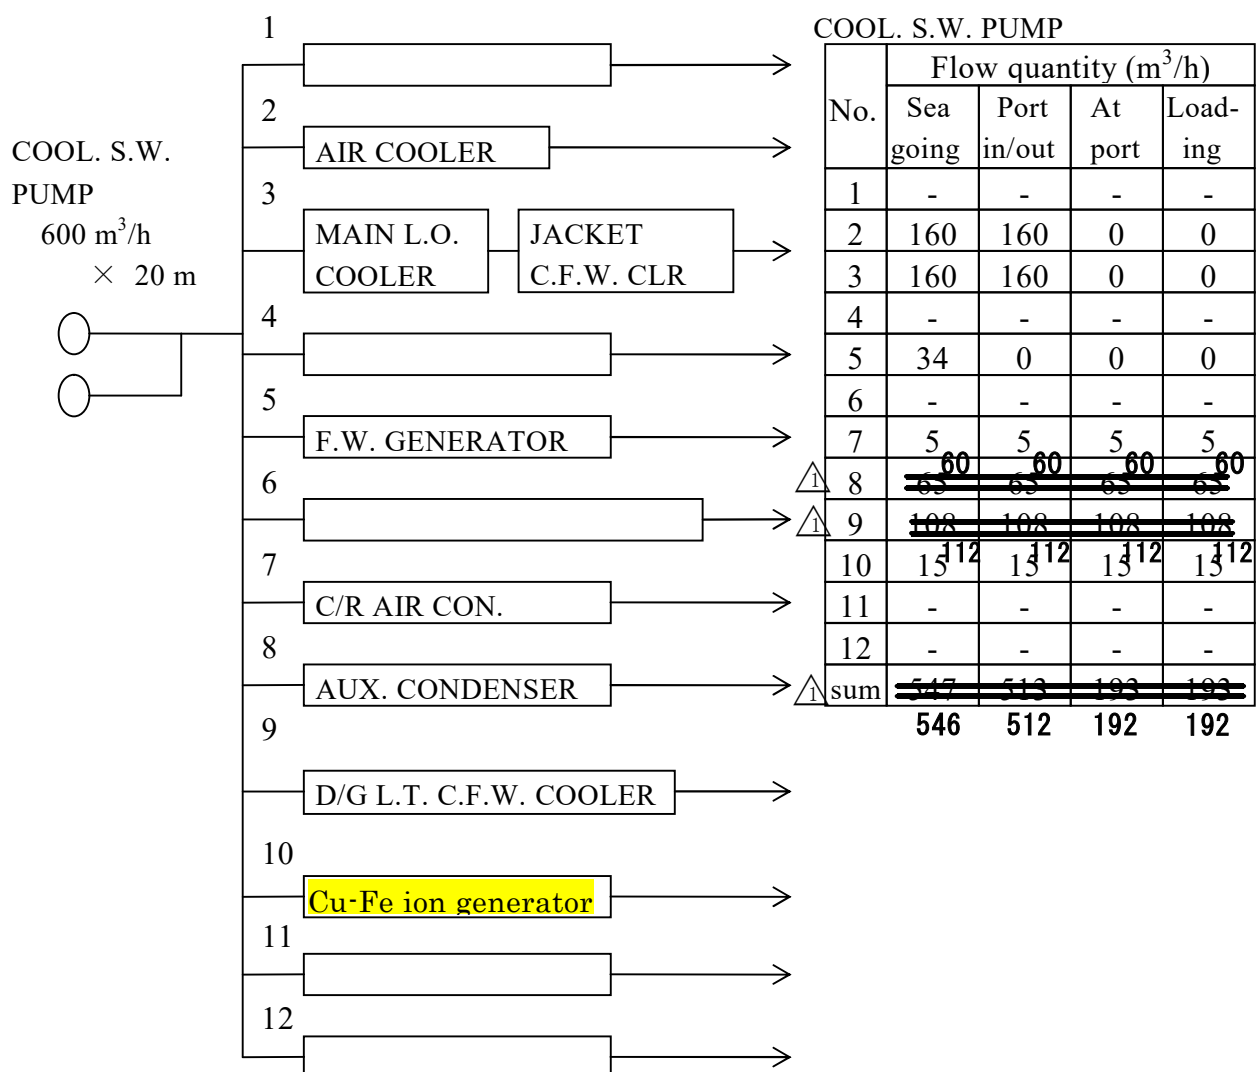 COOL. S.W.
PUMP
600 m³/h
× 20 m
1
2
AIR COOLER
3
MAIN L.O.
COOLER
JACKET
C.F.W. CLR
4
5
F.W. GENERATOR
6
7
C/R AIR CON.
8
AUX. CONDENSER
9
D/G L.T. C.F.W. COOLER
10
Cu-Fe ion generator
11
12
COOL. S.W. PUMP
Flow quantity (m³/h)
No. Sea going Port in/out At port Load-ing
1 - - - -
2 160 160 0 0
3 160 160 0 0
4 - - - -
5 34 0 0 0
6 - - - -
7 5 5 5 5
60 60 60 60
1 8 65 65 65 65
1 9 108 108 108 108
112 112 112 112
10 15 15 15 15
11 - - - -
12 - - - -
1 sum 547 513 193 193
546 512 192 192